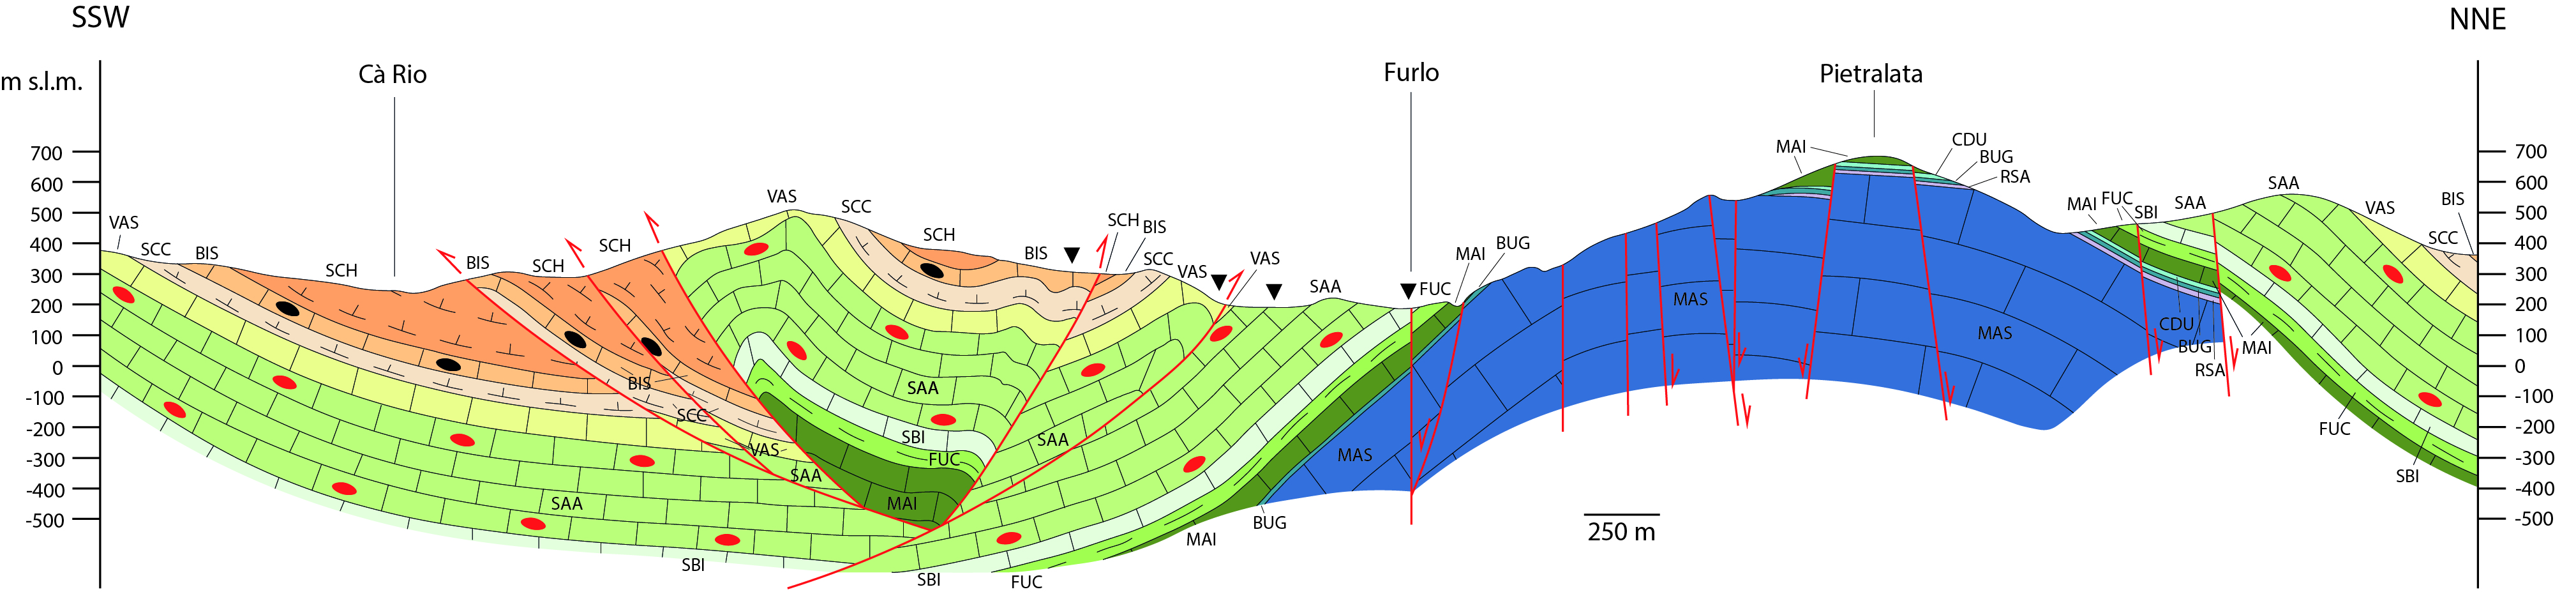 SSW
NNE
m s.l.m.
Cà Rio
Furlo
Pietralata
700
600
500
400
300
200
100
0
-100
-200
-300
-400
-500
700
600
500
400
300
200
100
0
-100
-200
-300
-400
-500
VAS
SCC
BIS
SCH
BIS
SCH
SCH
VAS
SCC
SCH
BIS
SCH
BIS
SCC
VAS
VAS
SAA
FUC
MAI
BUG
MAI
CDU
BUG
RSA
MAI
FUC
SBI
SAA
SAA
VAS
BIS
SCC
MAS
MAS
MAS
CDU
BUG
RSA
MAI
BIS
SCC
VAS
SAA
SAA
SBI
FUC
MAI
SAA
SAA
SBI
SBI
FUC
MAI
BUG
FUC
SBI
250 m